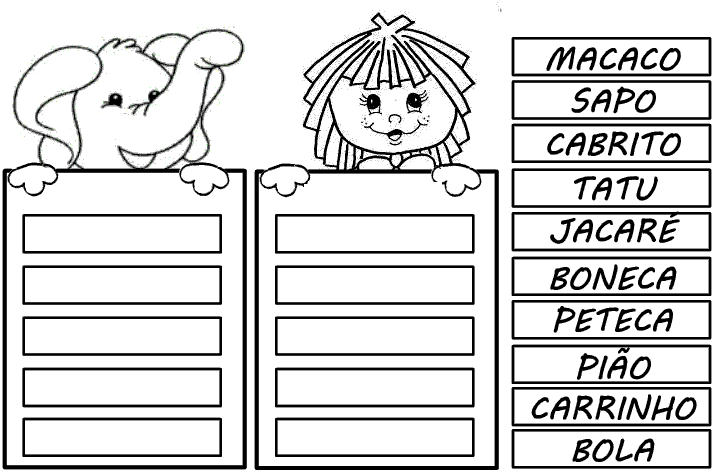 MACACO
SAPO
CABRITO
TATU
JACARÉ
BONECA
PETECA
PIÃO
CARRINHO
BOLA